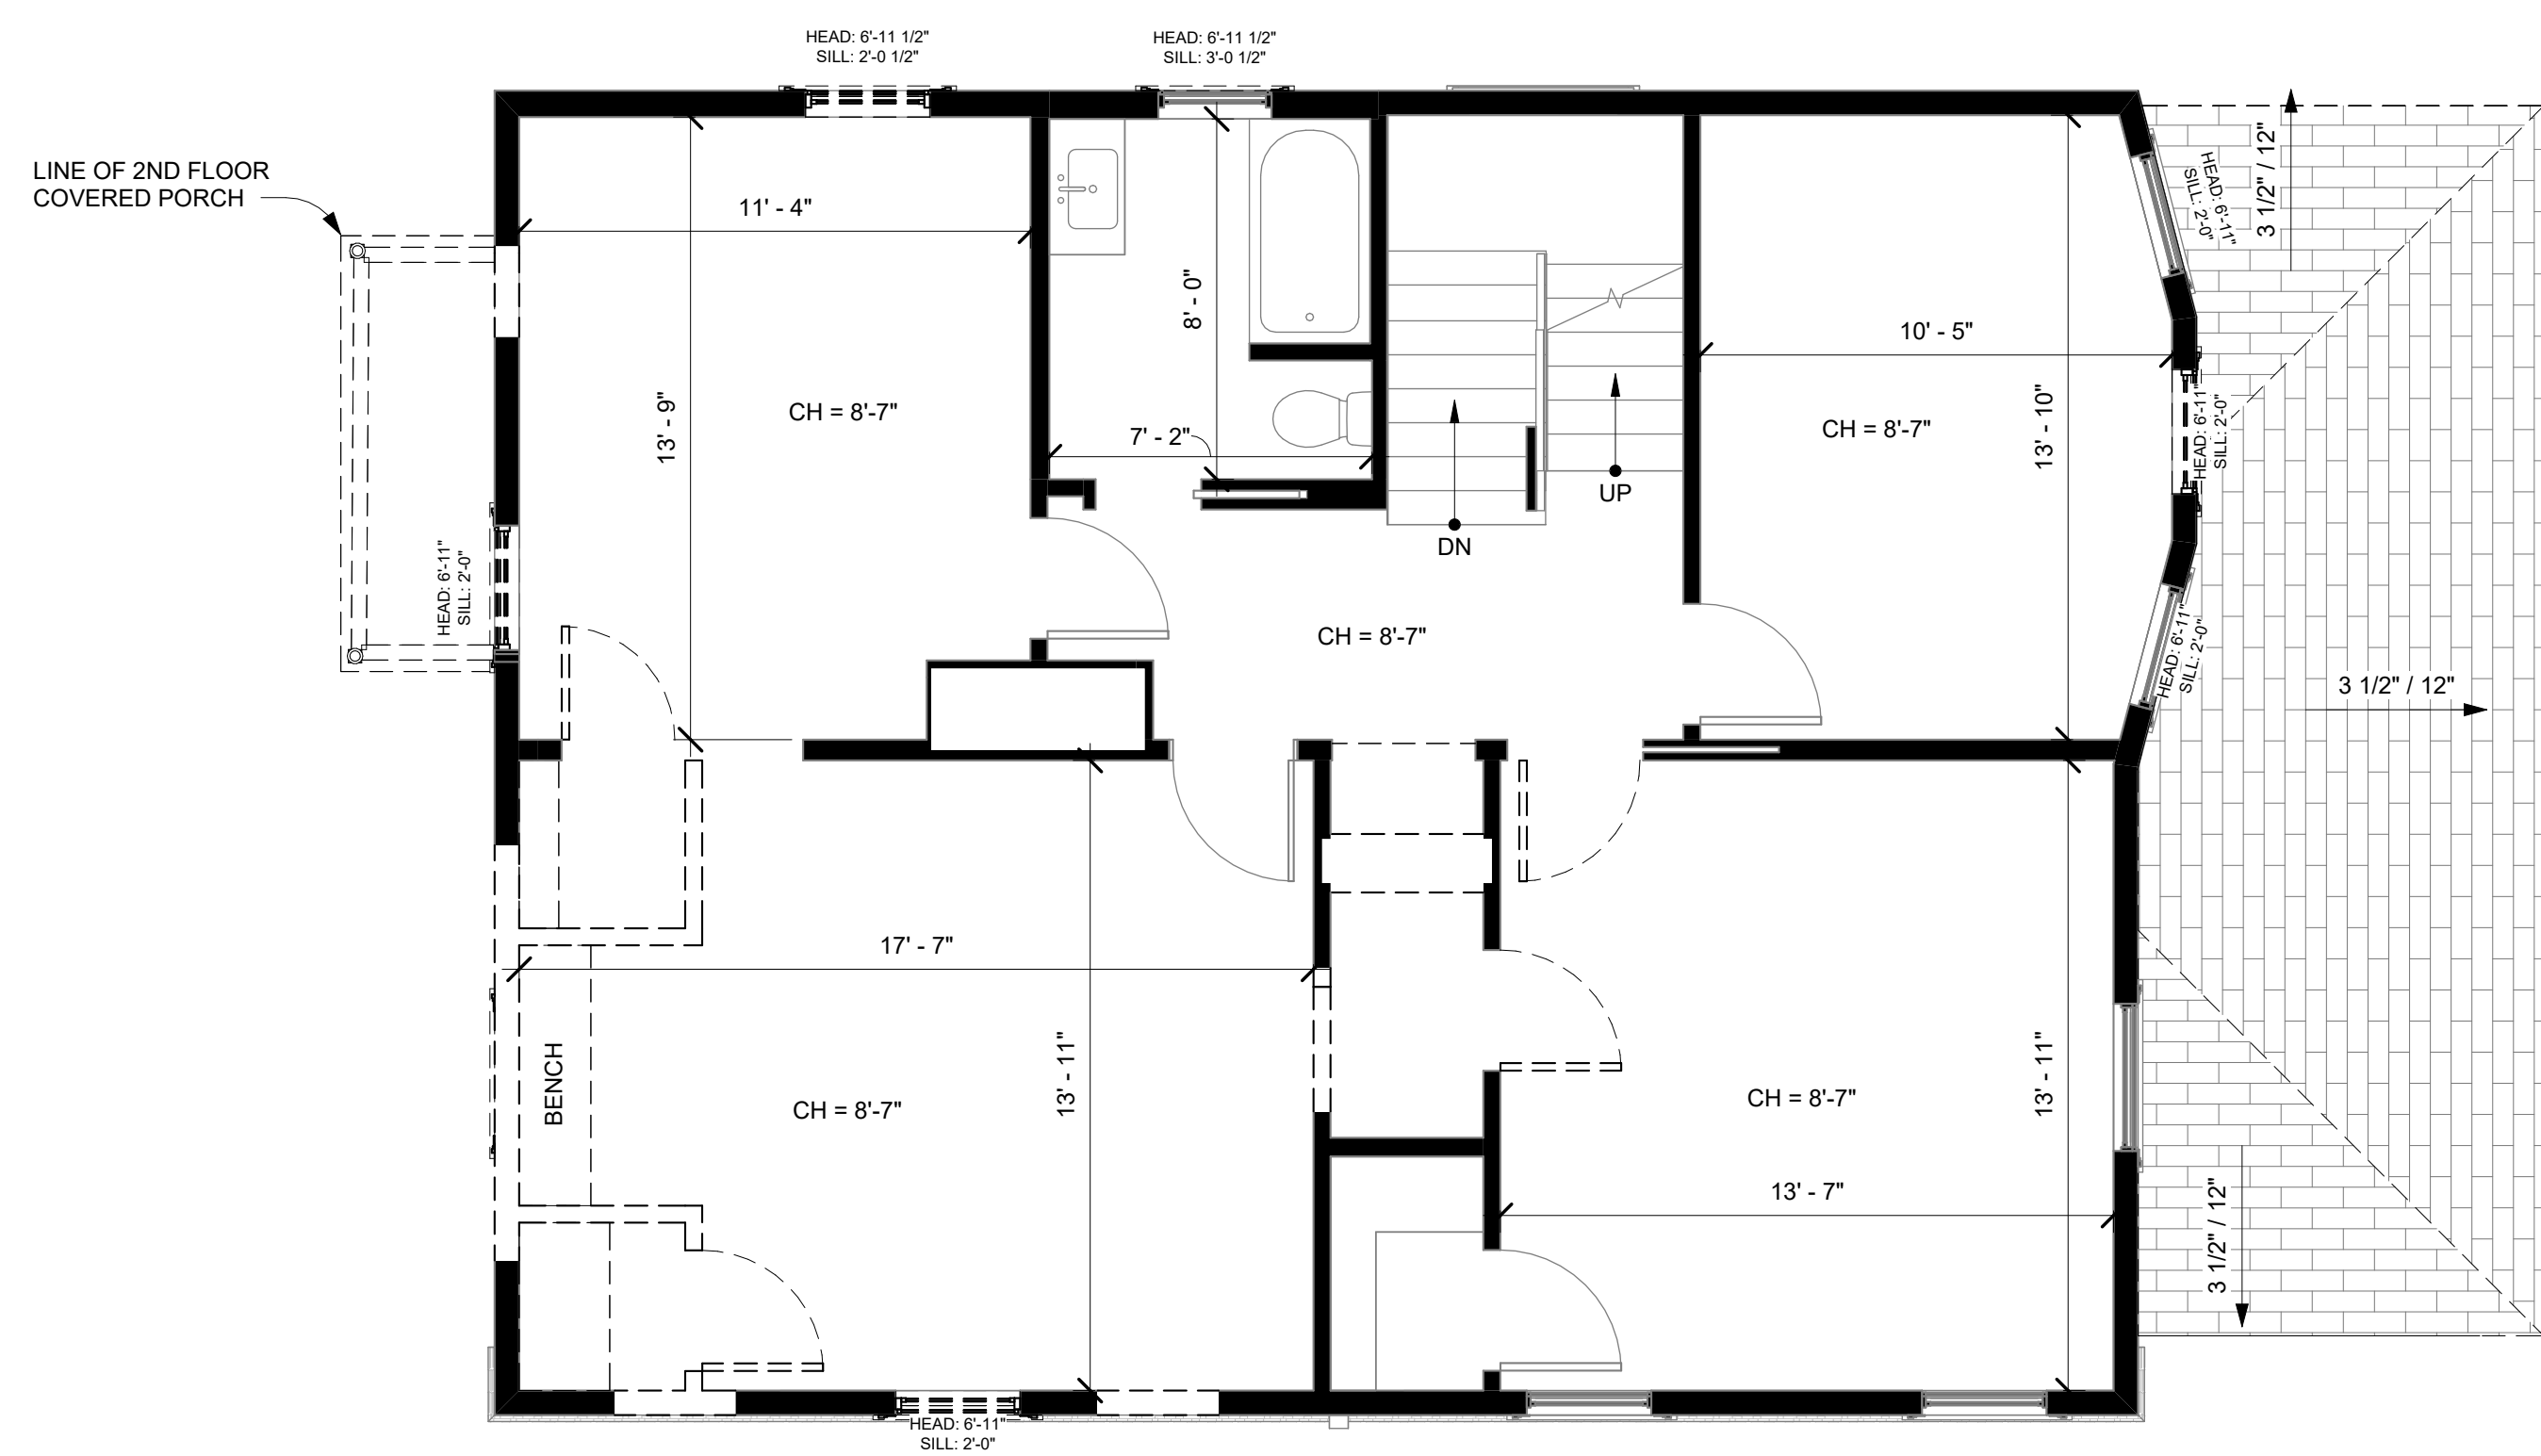 HEAD: 6'-11 1/2"
SILL: 2'-0 1/2"
HEAD: 6'-11 1/2"
SILL: 3'-0 1/2"
LINE OF 2ND FLOOR
COVERED PORCH
11' - 4"
8' - 0"
13' - 9"
CH = 8'-7"
7' - 2"
UP
DN
10' - 5"
CH = 8'-7"
13' - 10"
HEAD: 6'-11"
SILL: 2'-0"
3 1/2" / 12"
HEAD: 6'-11"
SILL: 2'-0"
HEAD: 6'-11"
SILL: 2'-0"
CH = 8'-7"
HEAD: 6'-11"
SILL: 2'-0"
3 1/2" / 12"
17' - 7"
BENCH
CH = 8'-7"
13' - 11"
CH = 8'-7"
13' - 11"
13' - 7"
3 1/2" / 12"
HEAD: 6'-11"
SILL: 2'-0"